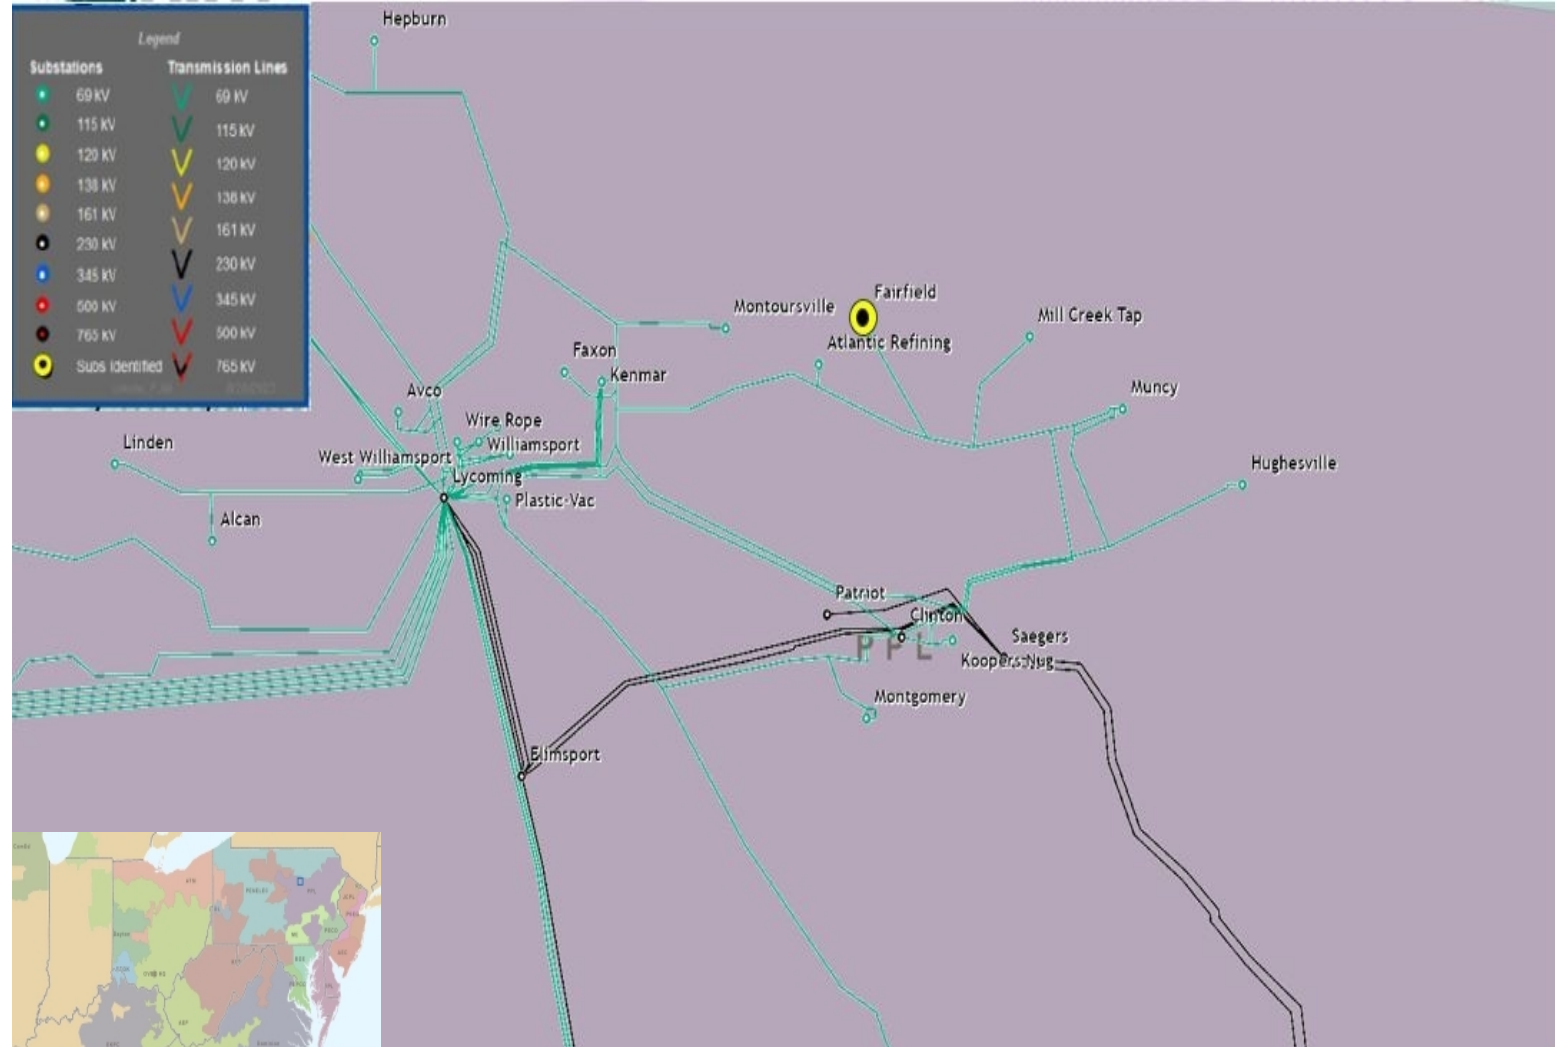 Legend
Substations Transmission Lines
69 kV 69 kV
115 kV 115 kV
120 kV 120 kV
138 kV 138 kV
161 kV 161 kV
230 kV 230 kV
345 kV 345 kV
500 kV 500 kV
765 kV
Subs Identified 765 kV
Hepburn
Fairfield
Montoursville
Mill Creek Tap
Atlantic Refining
Faxon
Kenmar
Muncy
Avco
Wire Rope
Linden
Williamsport
West Williamsport
Hughesville
Lycoming
Plastic-Vac
Alcan
Patriot
Clinton
Saegers
PPL
Koopers-Nug
Montgomery
Elimsport